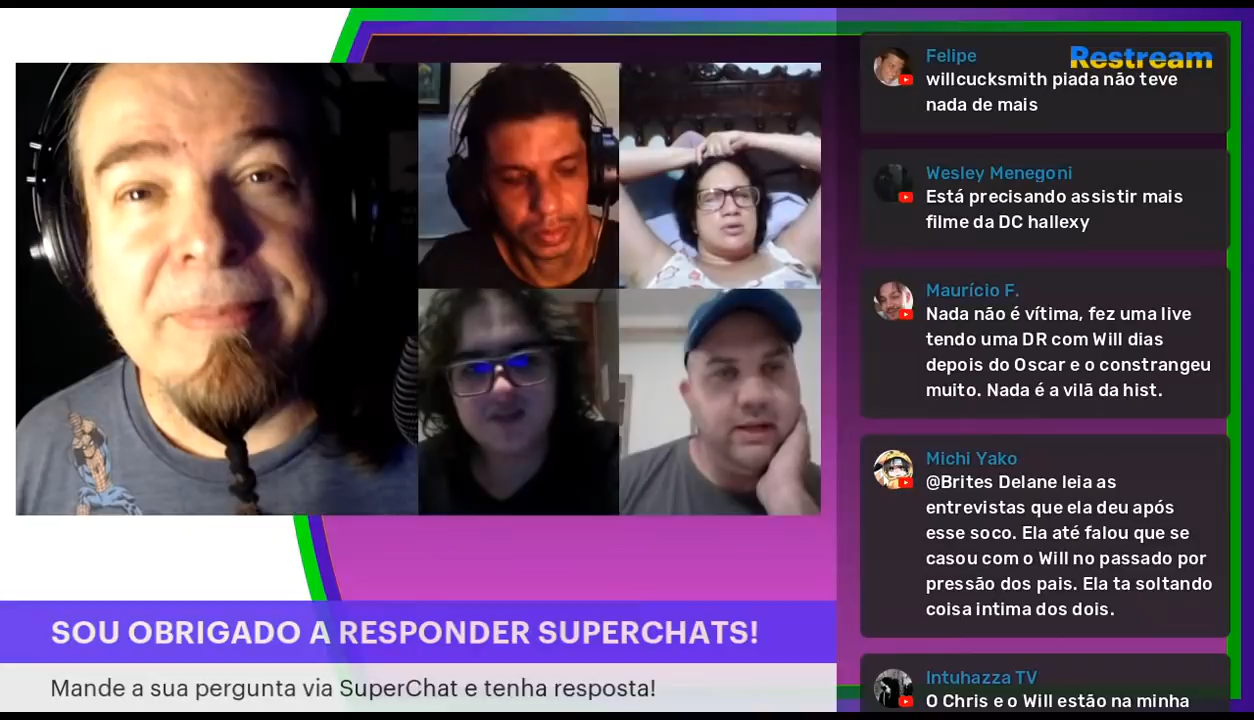 Restream
Felipe
willcucksmith piada não teve
nada de mais
Wesley Menegoni
Está precisando assistir mais
filme da DC hallexy
Maurício F.
Nada não é vítima, fez uma live
tendo uma DR com Will dias
depois do Oscar e o constrangeu
muito. Nada é a vilã da hist.
Michi Yako
@Brites Delane leia as
entrevistas que ela deu após
esse soco. Ela até falou que se
casou com o Will no passado por
pressão dos pais. Ela ta soltando
coisa intima dos dois.
Intuhazza TV
O Chris e o Will estão na minha
SOU OBRIGADO A RESPONDER SUPERCHATS!
Mande a sua pergunta via SuperChat e tenha resposta!